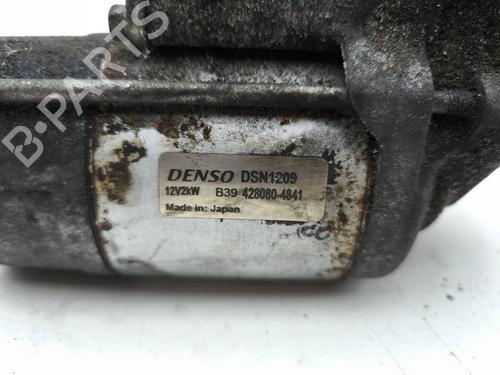 B-PARTS
DENSO DSN1209
12V2kW B39 428080-4841
Made in: Japan